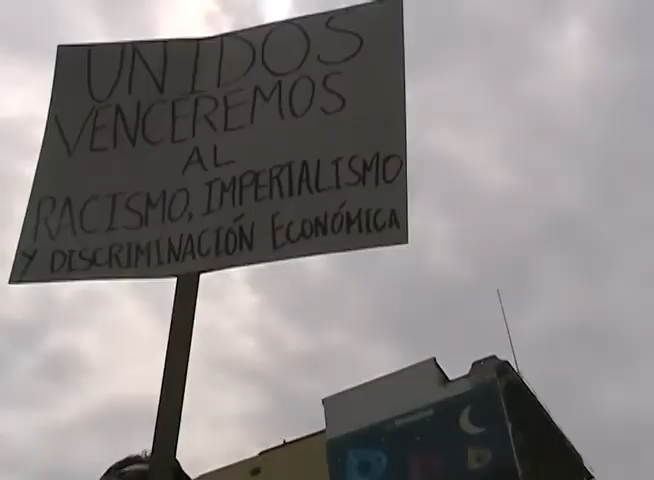 UNIDOS
VENCEREMOS
AL
RACISMO, IMPERIALISMO
Y DISCRIMINACIÓN ECONÓMICA